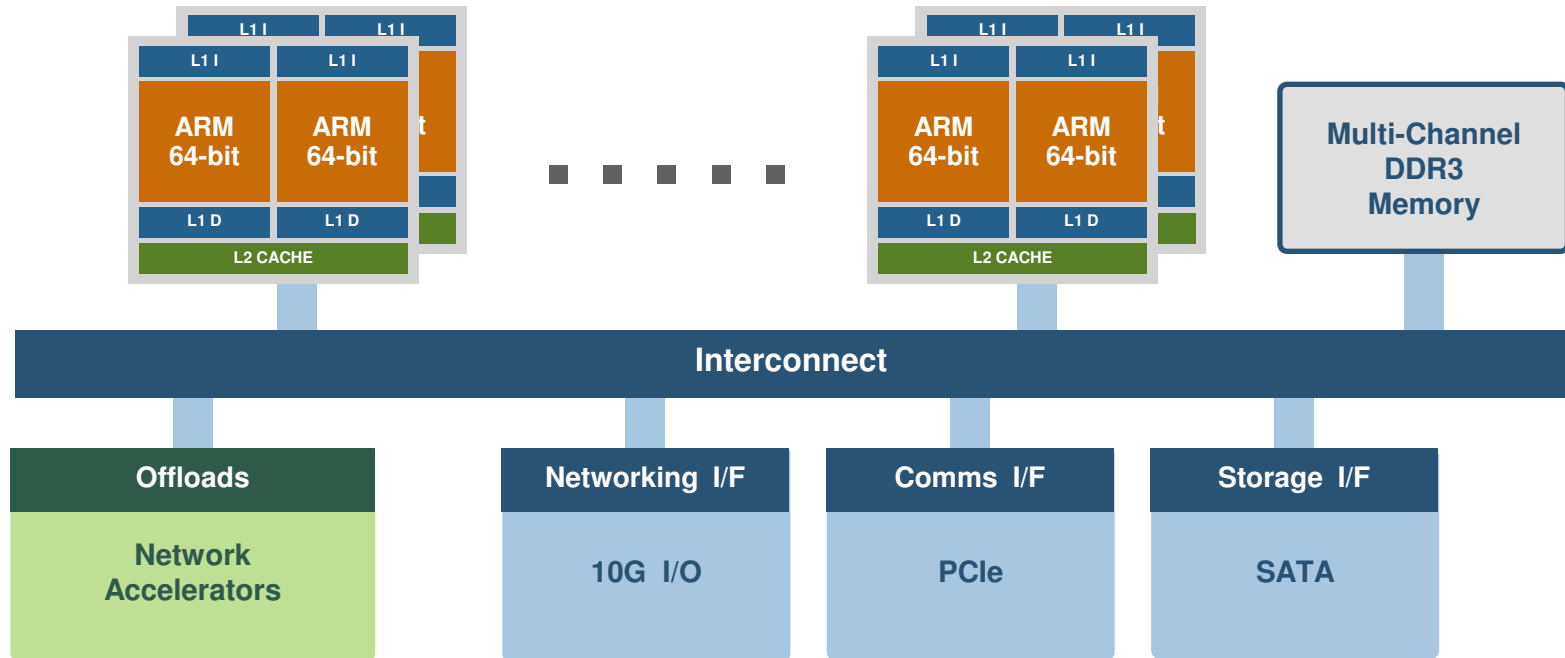 L1 I
L1 I
L1 I
L1 I
L1 I
L1 I
L1 I
L1 I
ARM
64-bit
ARM
64-bit
t
ARM
64-bit
ARM
64-bit
t
L1 D
L1 D
L1 D
L1 D
L2 CACHE
L2 CACHE
Multi-Channel
DDR3
Memory
Interconnect
Offloads
Network
Accelerators
Networking I/F
10G I/O
Comms I/F
PCIe
Storage I/F
SATA